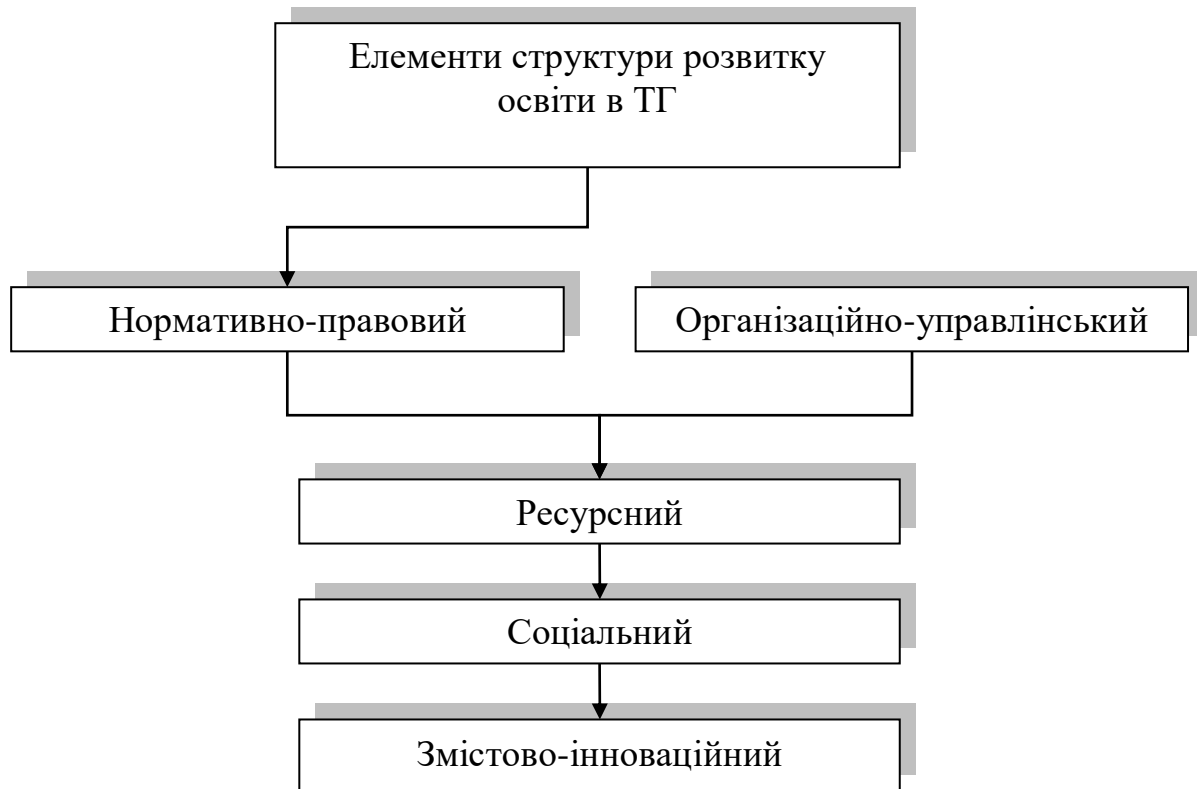 Елементи структури розвитку
освіти в ТГ
Нормативно-правовий
Організаційно-управлінський
Ресурсний
Соціальний
Змістово-інноваційний